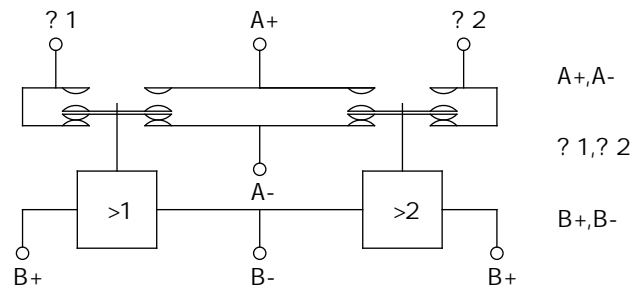 ? 1 A+ ? 2
A+,A-
? 1,? 2
A-
>1 >2
B+,B-
B+ B- B+